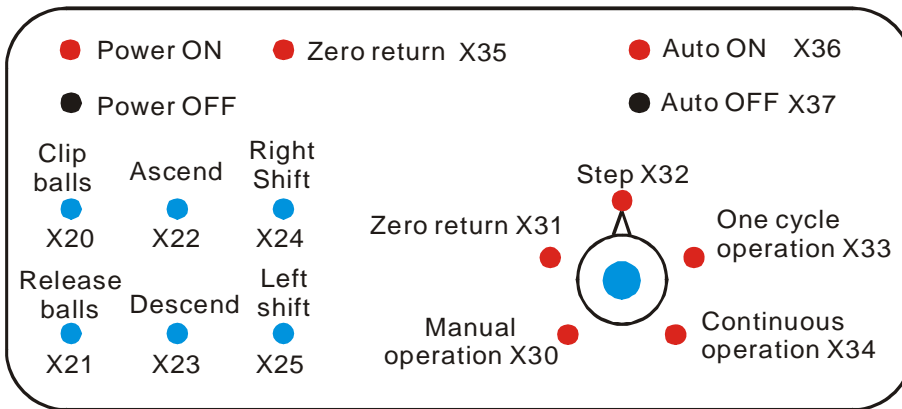 Power ON
Zero return X35
Auto ON X36
Power OFF
Auto OFF X37
Clip
balls
X20
Ascend
X22
Right
Shift
X24
Release
balls
X21
Descend
X23
Left
shift
X25
Step X32
Zero return X31
One cycle
operation X33
Manual
operation X30
Continuous
operation X34